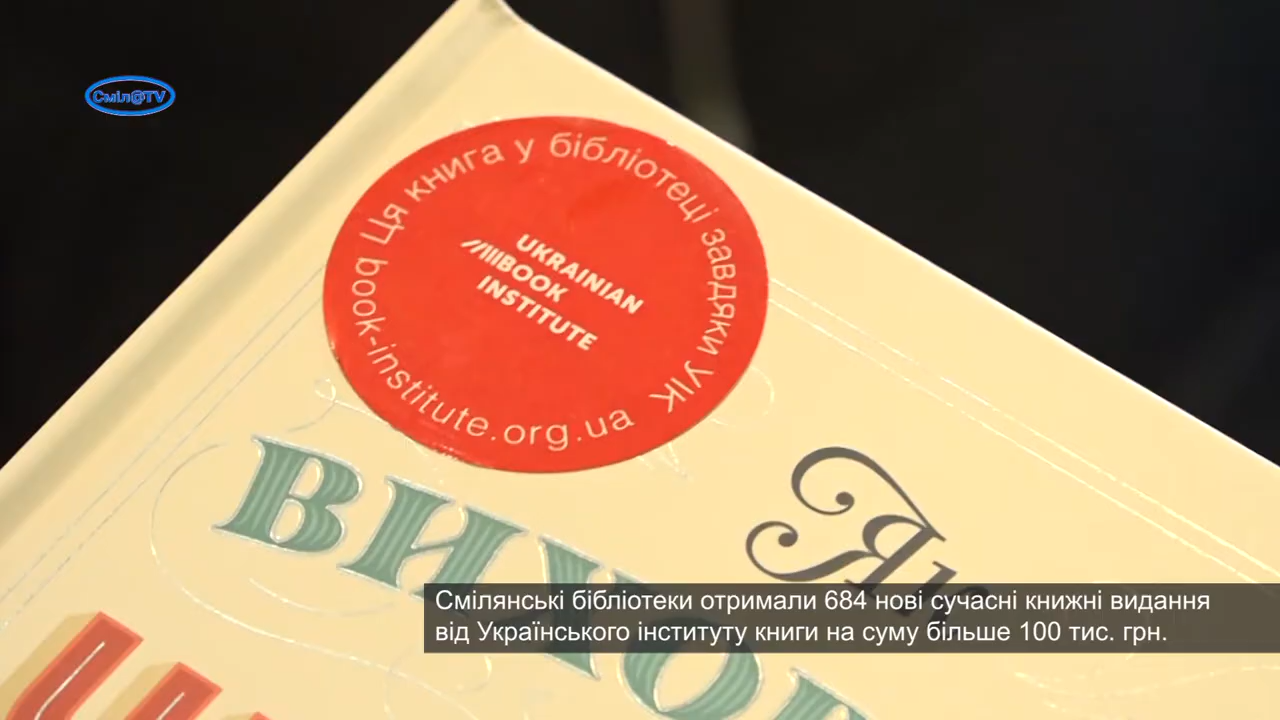 Сміл@TV
Ця книга у бібліотеці завдяки УІК
book-institute.org.ua
UKRAINIAN
BOOK
INSTITUTE
Як
Смілянські бібліотеки отримали 684 нові сучасні книжні видання
від Українського інституту книги на суму більше 100 тис. грн.